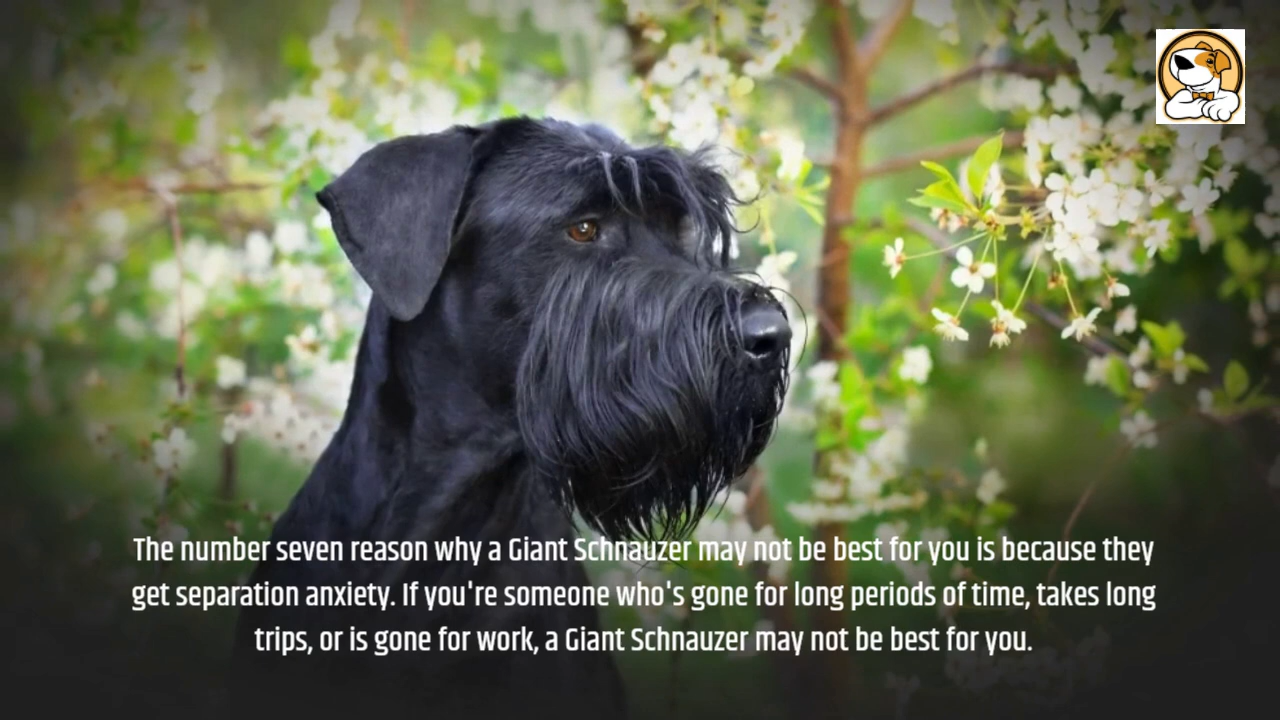 The number seven reason why a Giant Schnauzer may not be best for you is because they
get separation anxiety. If you're someone who's gone for long periods of time, takes long
trips, or is gone for work, a Giant Schnauzer may not be best for you.